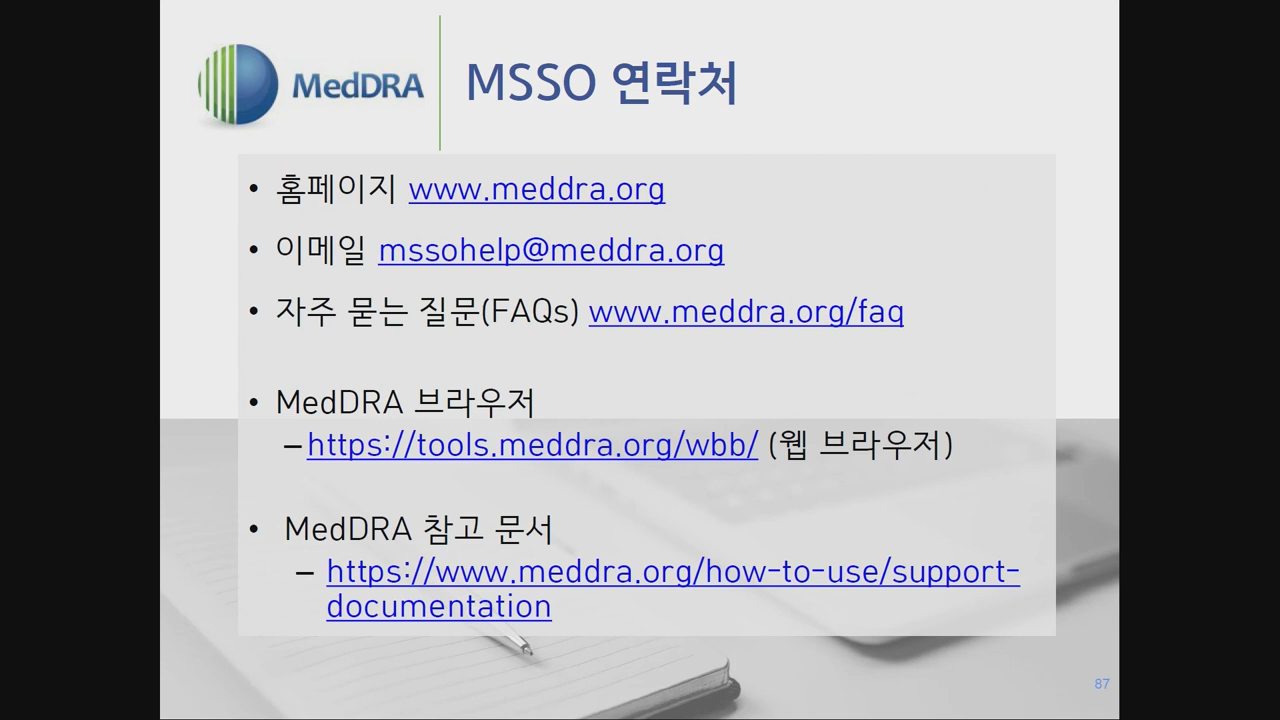 MedDRA
MSSO 연락처
• 홈페이지 www.meddra.org
• 이메일 mssohelp@meddra.org
• 자주 묻는 질문(FAQs) www.meddra.org/faq
• MedDRA 브라우저
–https://tools.meddra.org/wbb/ (웹 브라우저)
• MedDRA 참고 문서
– https://www.meddra.org/how-to-use/support-
documentation
87